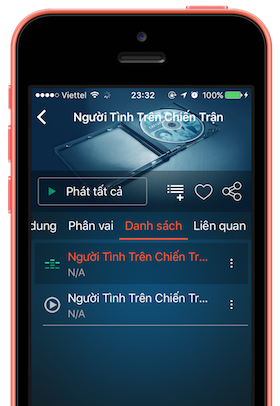 Viettel 23:32 100%
Người Tình Trên Chiến Trận
Phát tất cả
dung Phân vai Danh sách Liên quan
Người Tình Trên Chiến Tr...
N/A
Người Tình Trên Chiến Tr...
N/A